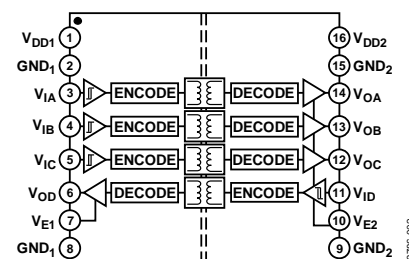 VDD1 1 16 VDD2
GND1 2 15 GND2
VIA 3 ENCODE DECODE 14 VOA
VIB 4 ENCODE DECODE 13 VOB
VIC 5 ENCODE DECODE 12 VOC
VOD 6 DECODE ENCODE 11 VID
VE1 7 10 VE2
GND1 8 9 GND2